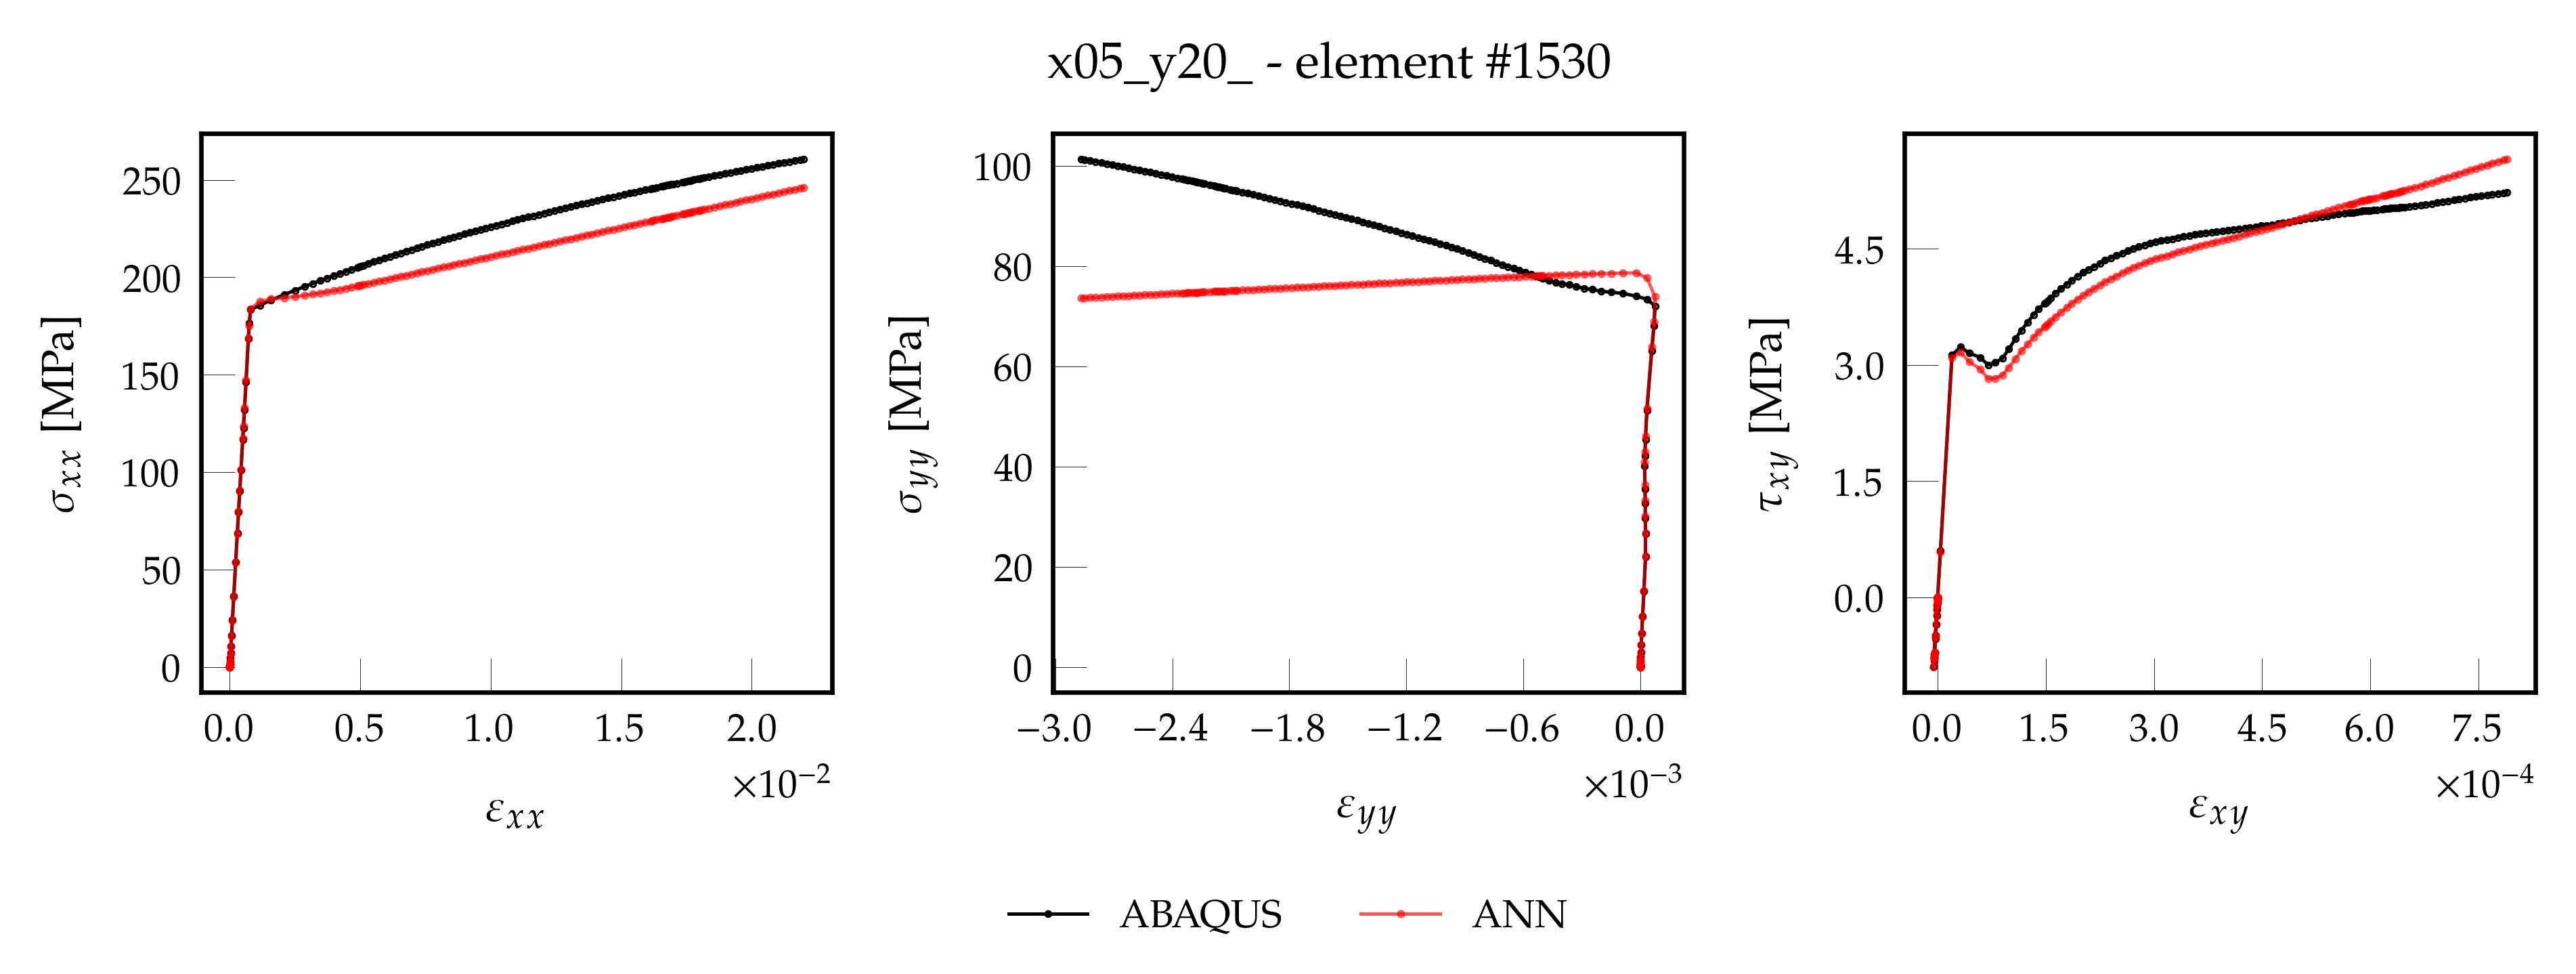 x05_y20_ - element #1530
σxx [MPa]
250
200
150
100
50
0
0.0 0.5 1.0 1.5 2.0
×10−2
εxx
σyy [MPa]
100
80
60
40
20
0
−3.0 −2.4 −1.8 −1.2 −0.6 0.0
×10−3
εyy
τxy [MPa]
4.5
3.0
1.5
0.0
0.0 1.5 3.0 4.5 6.0 7.5
×10−4
εxy
ABAQUS ANN